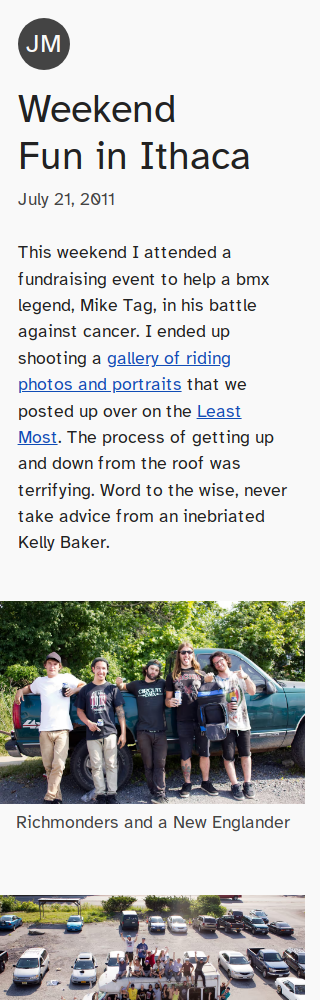 JM
Weekend
Fun in Ithaca
July 21, 2011
This weekend I attended a
fundraising event to help a bmx
legend, Mike Tag, in his battle
against cancer. I ended up
shooting a gallery of riding
photos and portraits that we
posted up over on the Least
Most. The process of getting up
and down from the roof was
terrifying. Word to the wise, never
take advice from an inebriated
Kelly Baker.
Richmonders and a New Englander